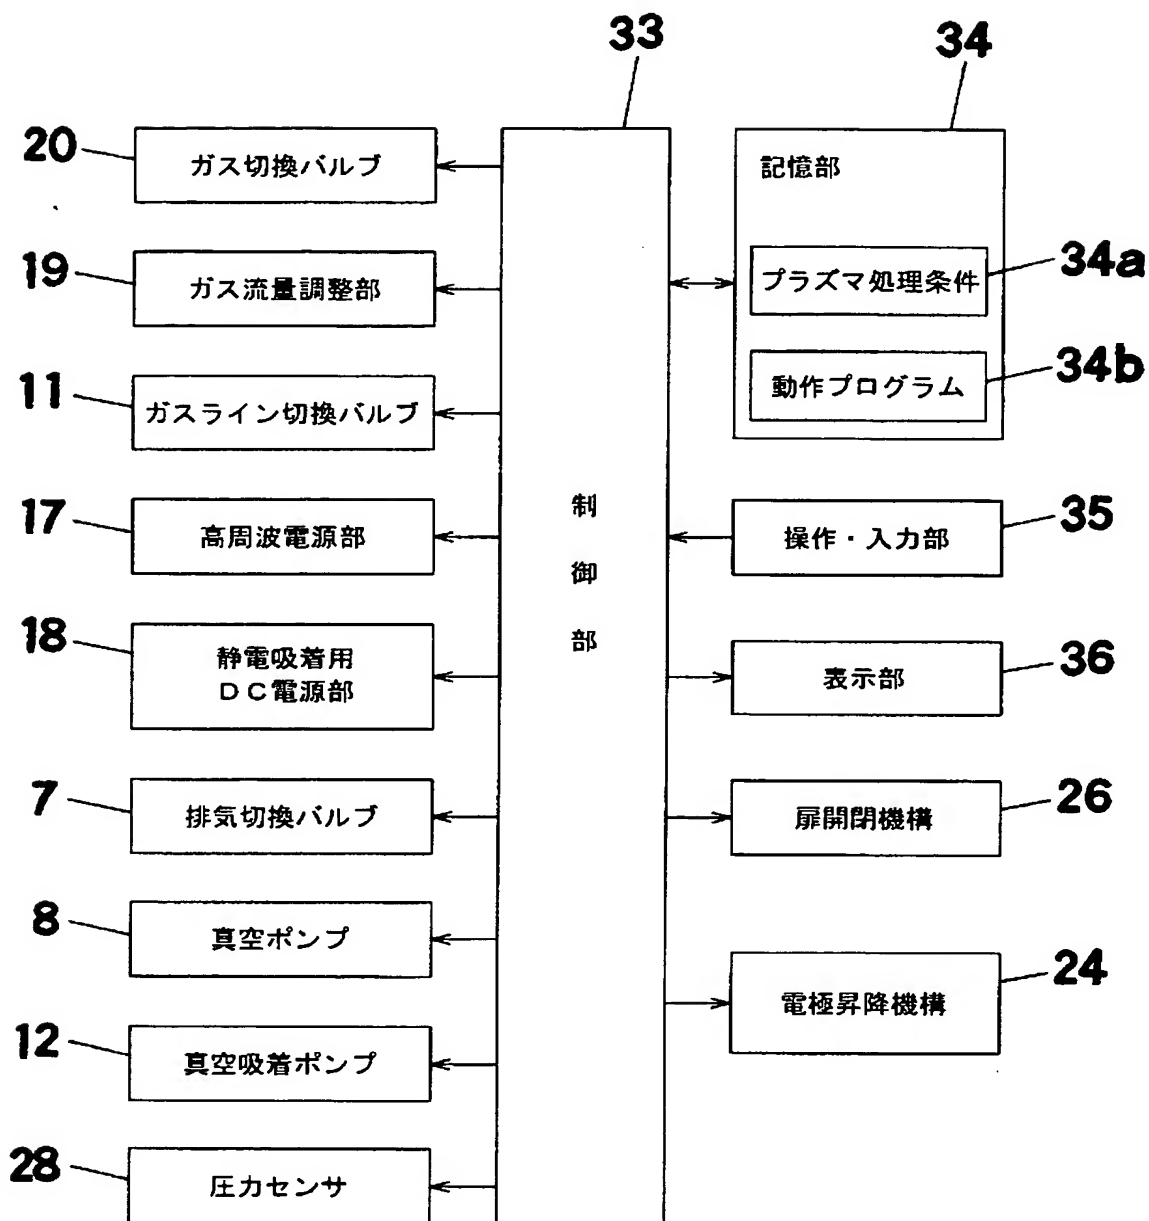 33
34
20
ガス切換バルブ
記憶部
19
ガス流量調整部
プラズマ処理条件
34a
11
ガスライン切換バルブ
動作プログラム
34b
17
高周波電源部
制
御
部
操作・入力部
35
18
静電吸着用
DC電源部
表示部
36
7
排気切換バルブ
扉開閉機構
26
8
真空ポンプ
電極昇降機構
24
12
真空吸着ポンプ
28
圧力センサ